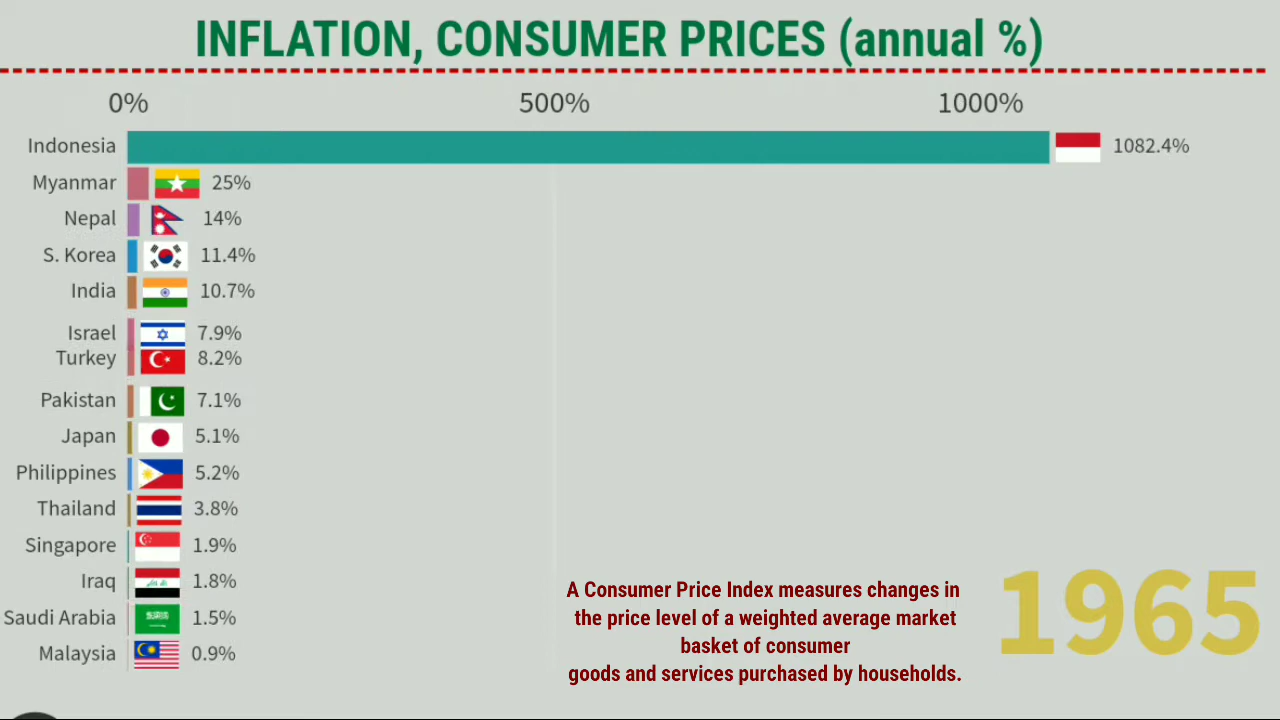 INFLATION, CONSUMER PRICES (annual %)
0% 500% 1000%
Indonesia 1082.4%
Myanmar 25%
Nepal 14%
S. Korea 11.4%
India 10.7%
Israel 7.9%
Turkey 8.2%
Pakistan 7.1%
Japan 5.1%
Philippines 5.2%
Thailand 3.8%
Singapore 1.9%
Iraq 1.8%
Saudi Arabia 1.5%
Malaysia 0.9%
A Consumer Price Index measures changes in
the price level of a weighted average market
basket of consumer
goods and services purchased by households.
1965